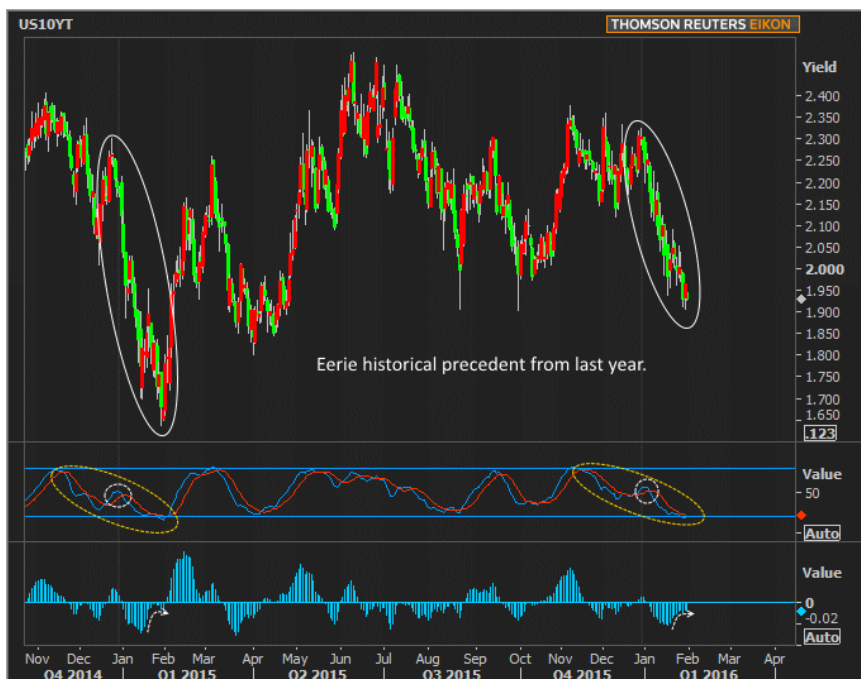 US10YT
THOMSON REUTERS EIKON
Yield
2.400
2.350
2.300
2.250
2.200
2.150
2.100
2.050
2.000
1.950
1.900
1.850
1.800
1.750
1.700
1.650
.123
Eerie historical precedent from last year.
Value
50
Auto
Value
0
-0.02
Auto
Nov Dec Jan Feb Mar Apr May Jun Jul Aug Sep Oct Nov Dec Jan Feb Apr
Q4 2014 Q1 2015 Q2 2015 Q3 2015 Q4 2015 Q1 2016